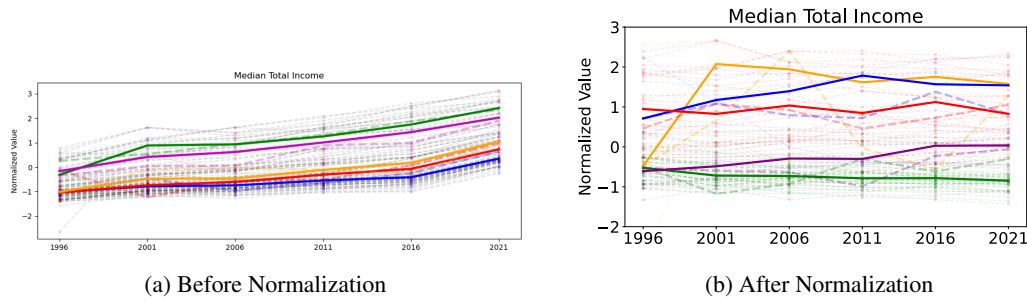 Median Total Income
Normalized Value
3
2
1
0
−1
−2
1996 2001 2006 2011 2016 2021
(a) Before Normalization
Median Total Income
Normalized Value
3
2
1
0
−1
−2
1996 2001 2006 2011 2016 2021
(b) After Normalization